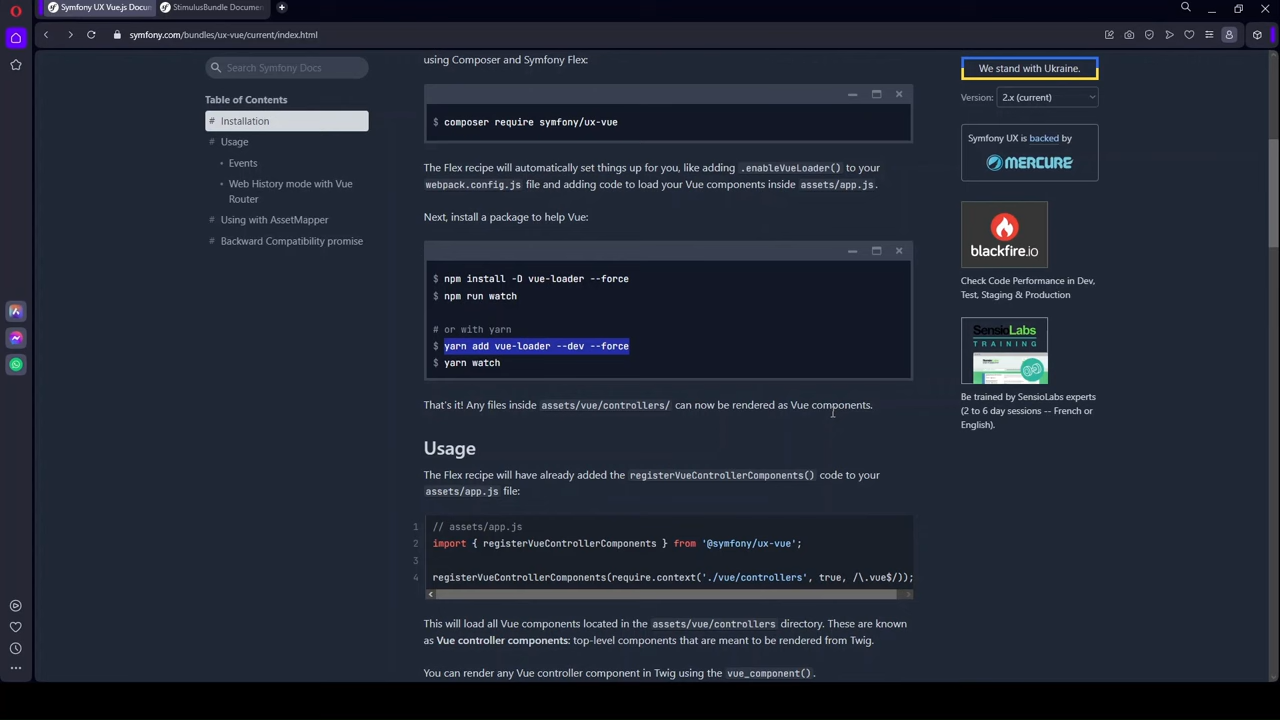 Symfony UX Vue.js Docum
StimulusBundle Documen
symfony.com/bundles/ux-vue/current/index.html
Search Symfony Docs
Table of Contents
# Installation
# Usage
• Events
• Web History mode with Vue
Router
# Using with AssetMapper
# Backward Compatibility promise
using Composer and Symfony Flex:
$ composer require symfony/ux-vue
The Flex recipe will automatically set things up for you, like adding .enableVueLoader() to your
webpack.config.js file and adding code to load your Vue components inside assets/app.js.
Next, install a package to help Vue:
$ npm install -D vue-loader --force
$ npm run watch
# or with yarn
$ yarn add vue-loader --dev --force
$ yarn watch
That's it! Any files inside assets/vue/controllers/ can now be rendered as Vue components.
Usage
The Flex recipe will have already added the registerVueControllerComponents() code to your
assets/app.js file:
1 // assets/app.js
2 import { registerVueControllerComponents } from '@symfony/ux-vue';
3
4 registerVueControllerComponents(require.context('./vue/controllers', true, /\.vue$/));
This will load all Vue components located in the assets/vue/controllers directory. These are known
as Vue controller components: top-level components that are meant to be rendered from Twig.
You can render any Vue controller component in Twig using the vue_component().
We stand with Ukraine.
Version: 2.x (current)
Symfony UX is backed by
MERCURE
blackfire.io
Check Code Performance in Dev,
Test, Staging & Production
SensioLabs
TRAINING
Be trained by SensioLabs experts
(2 to 6 day sessions -- French or
English).